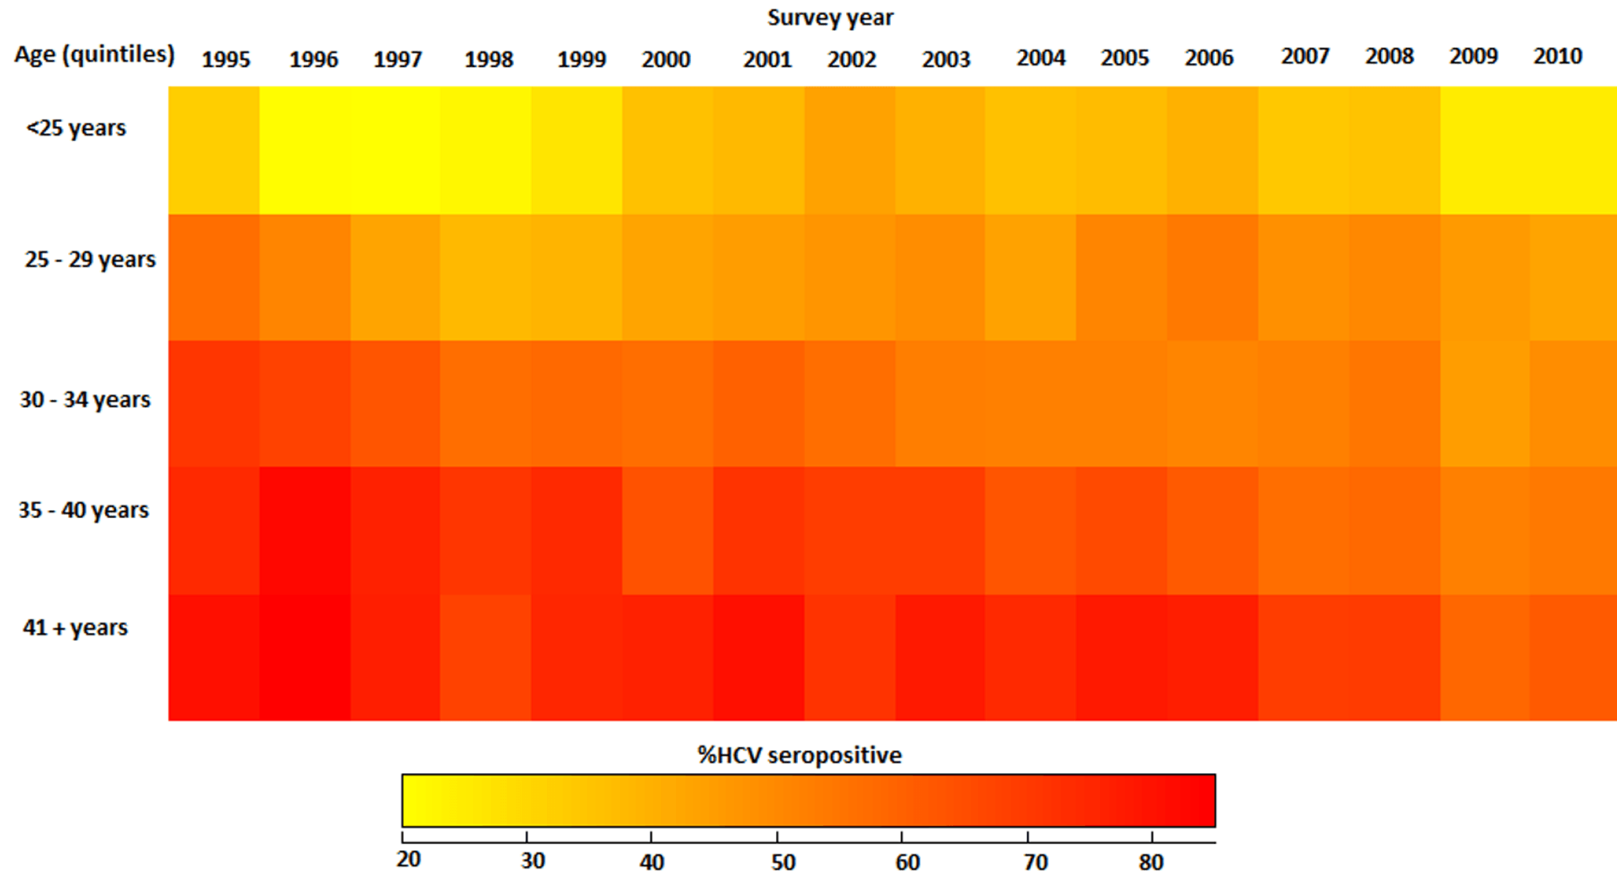 Survey year
Age (quintiles) 1995 1996 1997 1998 1999 2000 2001 2002 2003 2004 2005 2006 2007 2008 2009 2010
<25 years
25 - 29 years
30 - 34 years
35 - 40 years
41 + years
%HCV seropositive
20 30 40 50 60 70 80